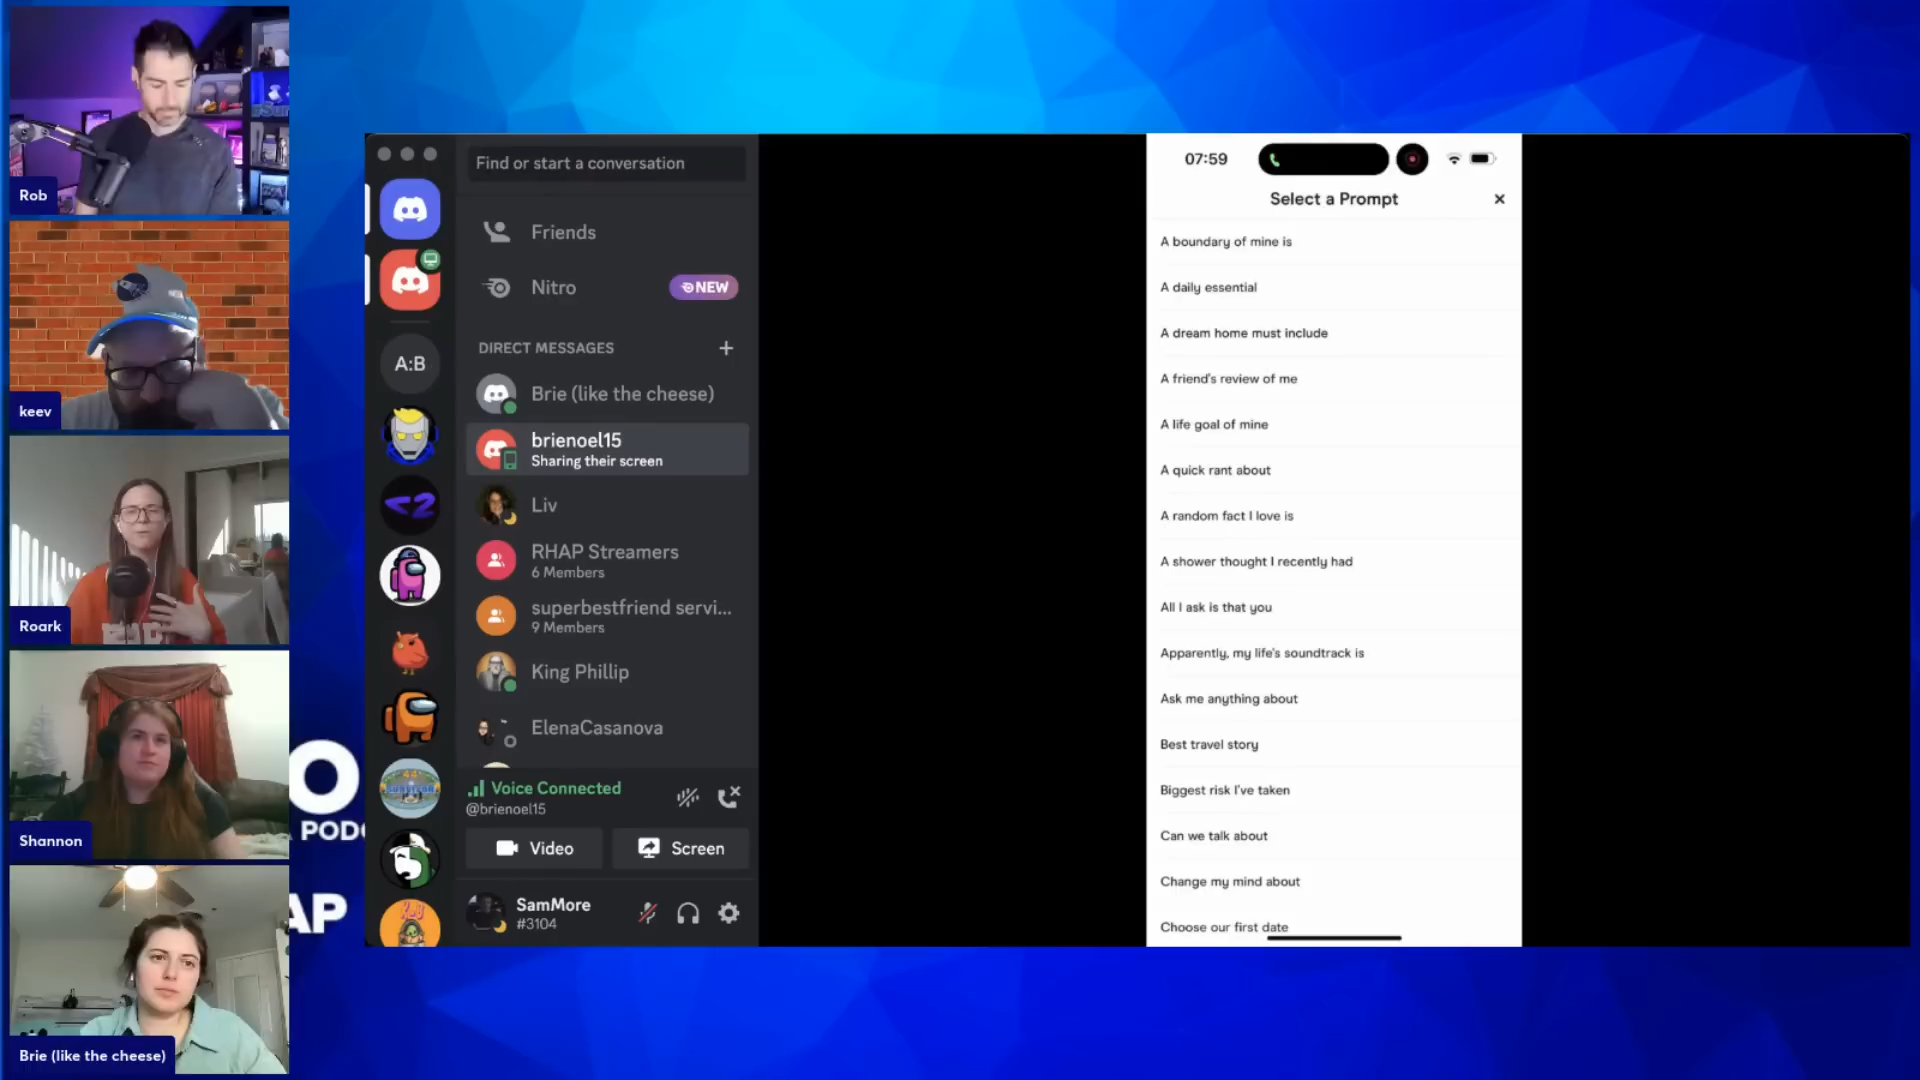 Rob
keev
Roark
Shannon
Brie (like the cheese)
O
PODC
AP
Find or start a conversation
Friends
Nitro
NEW
DIRECT MESSAGES
A:B
Brie (like the cheese)
brienoel15
Sharing their screen
<2
Liv
RHAP Streamers
6 Members
superbestfriend servi...
9 Members
King Phillip
ElenaCasanova
SURVIVOR
Voice Connected
@brienoel15
Video
Screen
SamMore
#3104
07:59
Select a Prompt
A boundary of mine is
A daily essential
A dream home must include
A friend's review of me
A life goal of mine
A quick rant about
A random fact I love is
A shower thought I recently had
All I ask is that you
Apparently, my life's soundtrack is
Ask me anything about
Best travel story
Biggest risk I've taken
Can we talk about
Change my mind about
Choose our first date